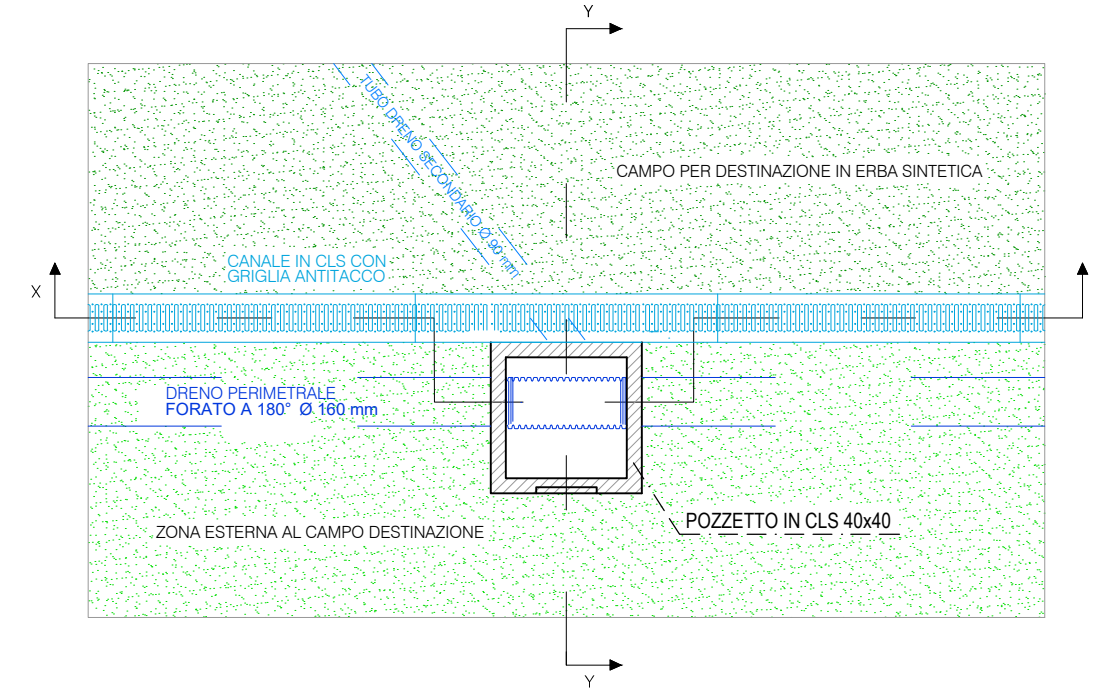 Y
TUBO DRENO SECONDARIO Ø 90 mm
CAMPO PER DESTINAZIONE IN ERBA SINTETICA
CANALE IN CLS CON
GRIGLIA ANTITACCO
X
DRENO PERIMETRALE
FORATO A 180° Ø 160 mm
POZZETTO IN CLS 40x40
ZONA ESTERNA AL CAMPO DESTINAZIONE
Y